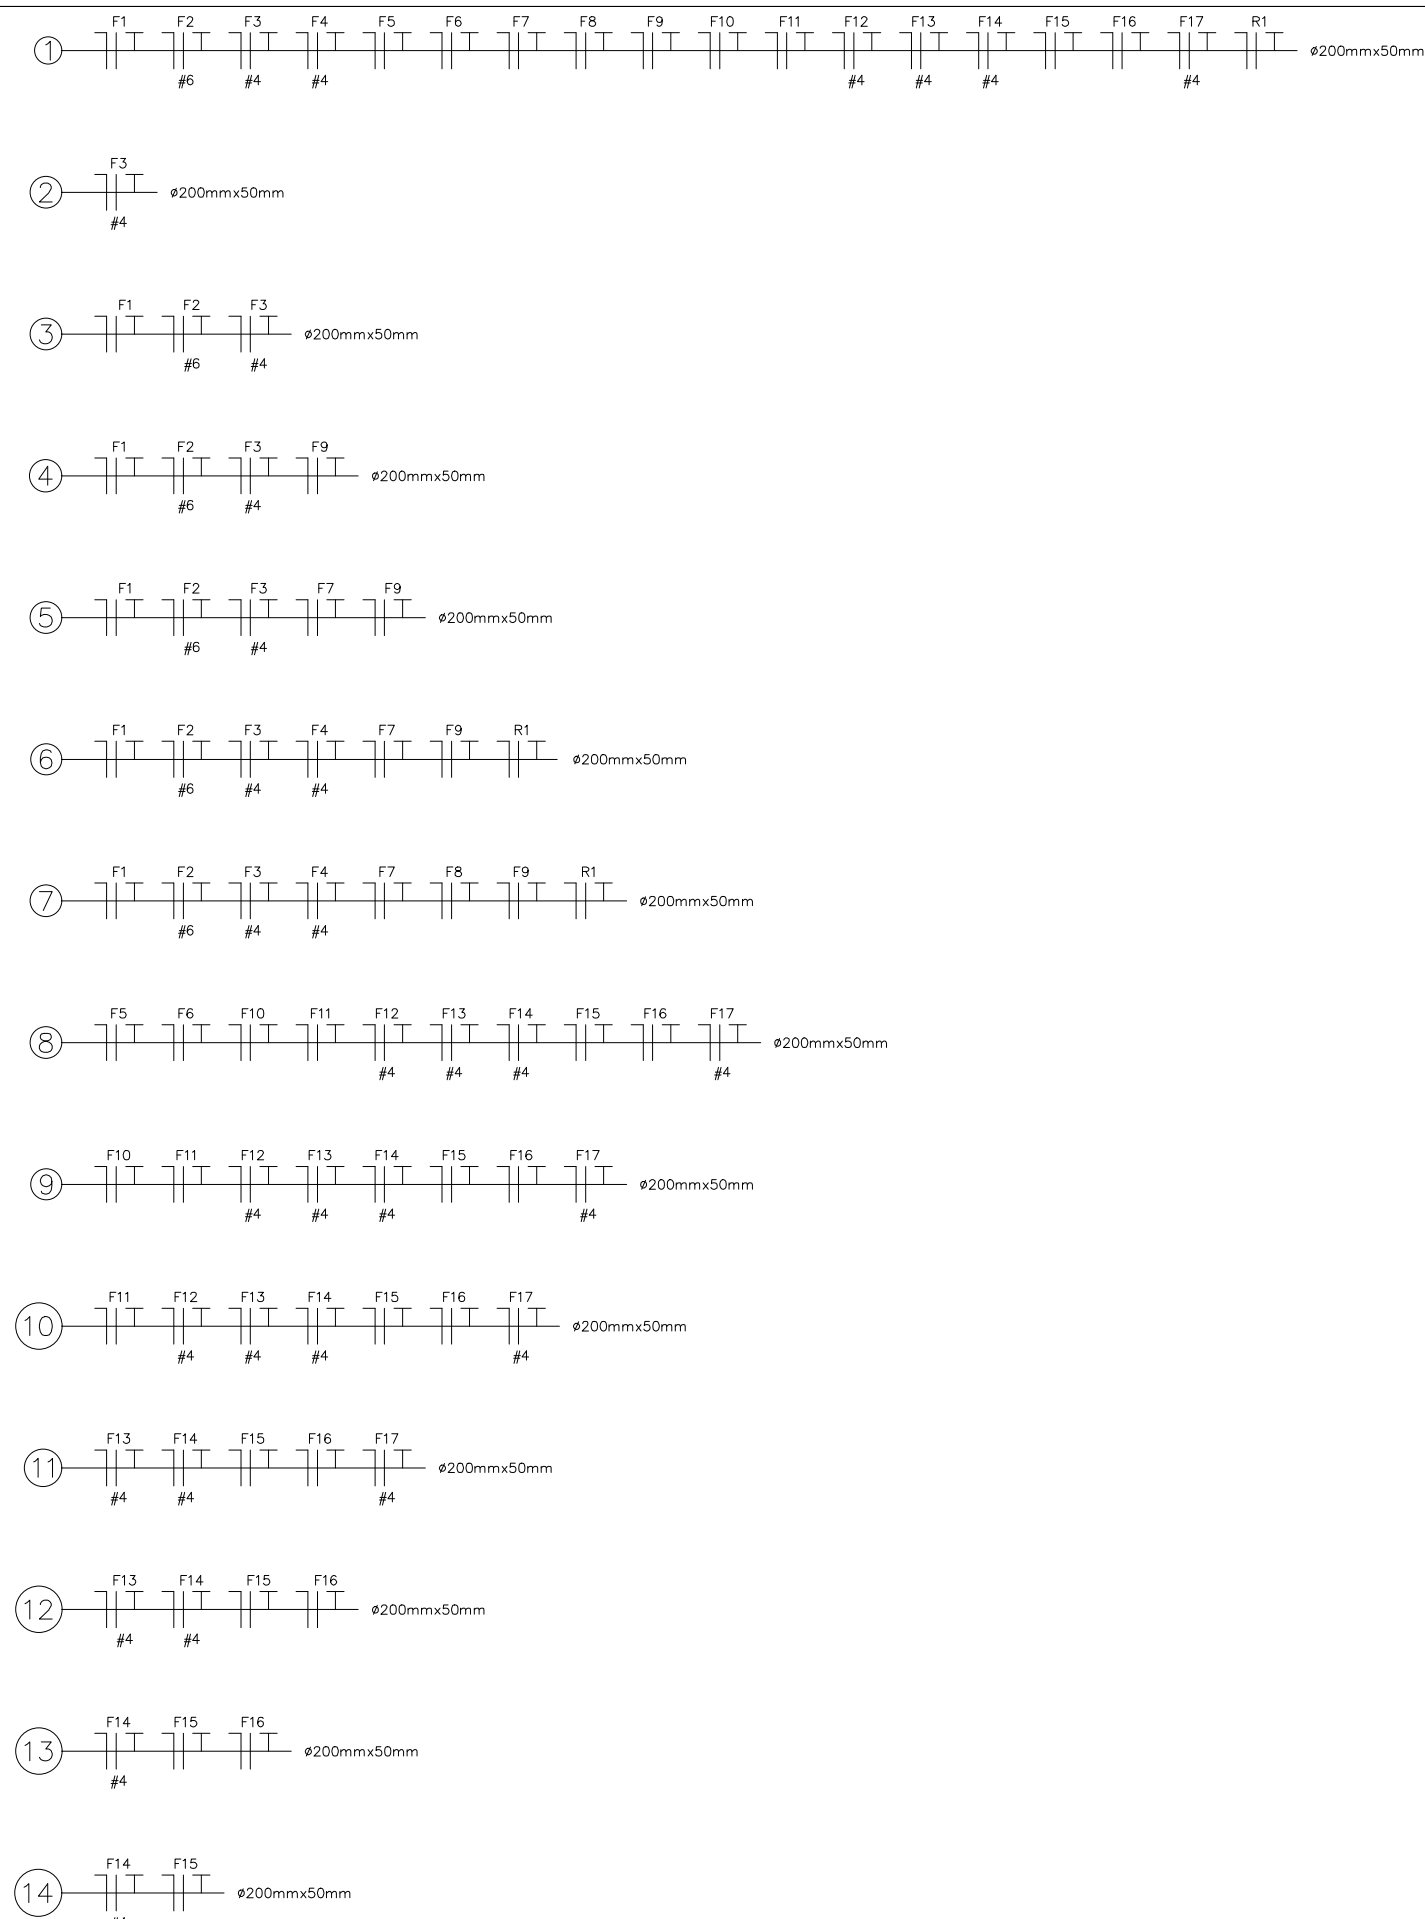 F1 F2 F3 F4 F5 F6 F7 F8 F9 F10 F11 F12 F13 F14 F15 F16 F17 R1
1 ø200mmx50mm
#6 #4 #4 #4 #4 #4 #4
F3
2 ø200mmx50mm
#4
F1 F2 F3
3 ø200mmx50mm
#6 #4
F1 F2 F3 F9
4 ø200mmx50mm
#6 #4
F1 F2 F3 F7 F9
5 ø200mmx50mm
#6 #4
F1 F2 F3 F4 F7 F9 R1
6 ø200mmx50mm
#6 #4 #4
F1 F2 F3 F4 F7 F8 F9 R1
7 ø200mmx50mm
#6 #4 #4
F5 F6 F10 F11 F12 F13 F14 F15 F16 F17
8 ø200mmx50mm
#4 #4 #4 #4
F10 F11 F12 F13 F14 F15 F16 F17
9 ø200mmx50mm
#4 #4 #4 #4
F11 F12 F13 F14 F15 F16 F17
10 ø200mmx50mm
#4 #4 #4 #4
F13 F14 F15 F16 F17
11 ø200mmx50mm
#4 #4 #4
F13 F14 F15 F16
12 ø200mmx50mm
#4 #4
F14 F15 F16
13 ø200mmx50mm
#4
F14 F15
14 ø200mmx50mm